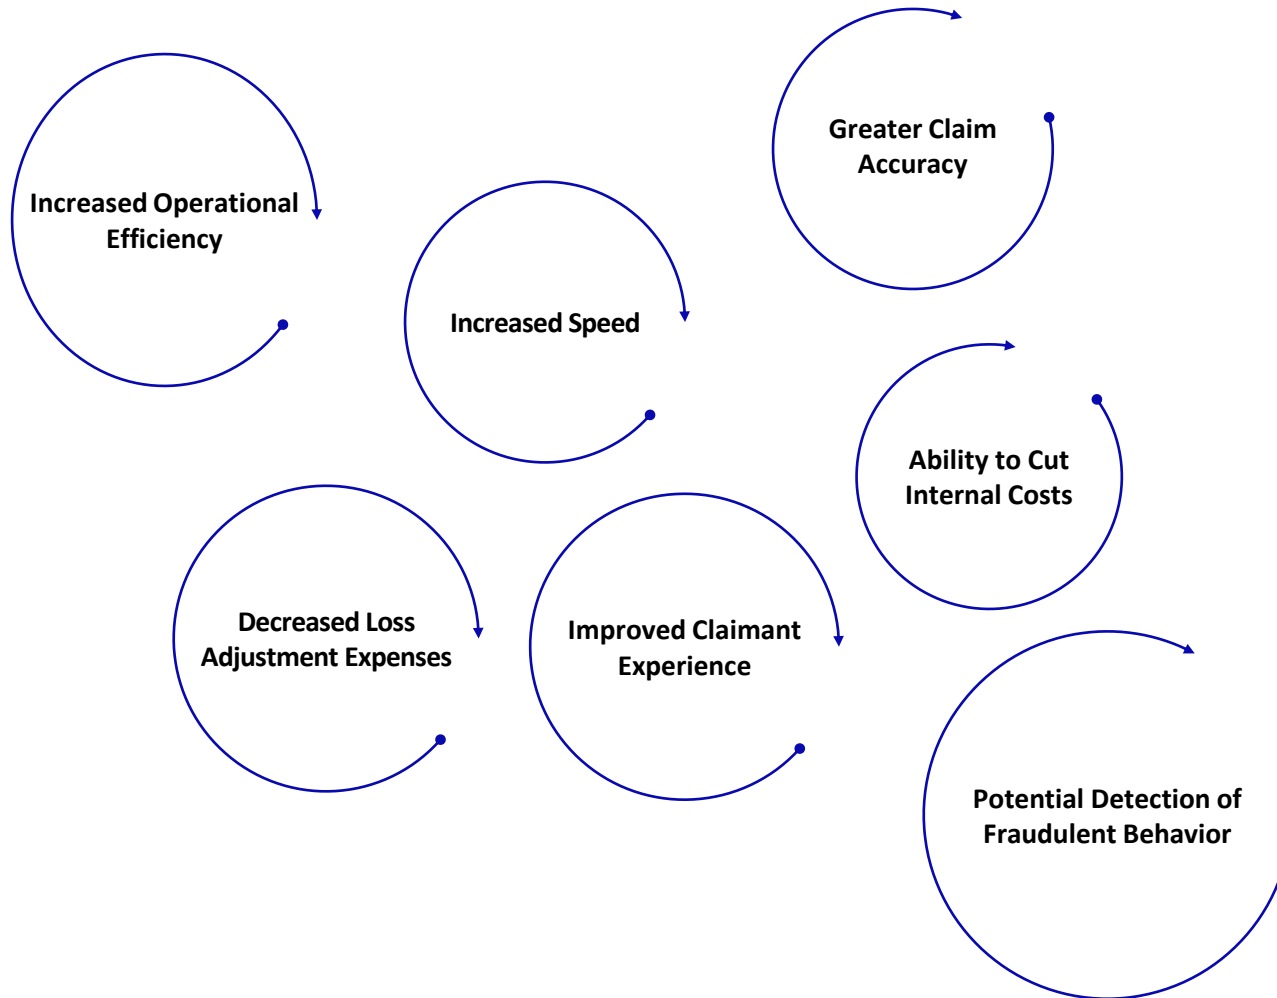 Greater Claim
Accuracy
Increased Operational
Efficiency
Increased Speed
Ability to Cut
Internal Costs
Decreased Loss
Adjustment Expenses
Improved Claimant
Experience
Potential Detection of
Fraudulent Behavior